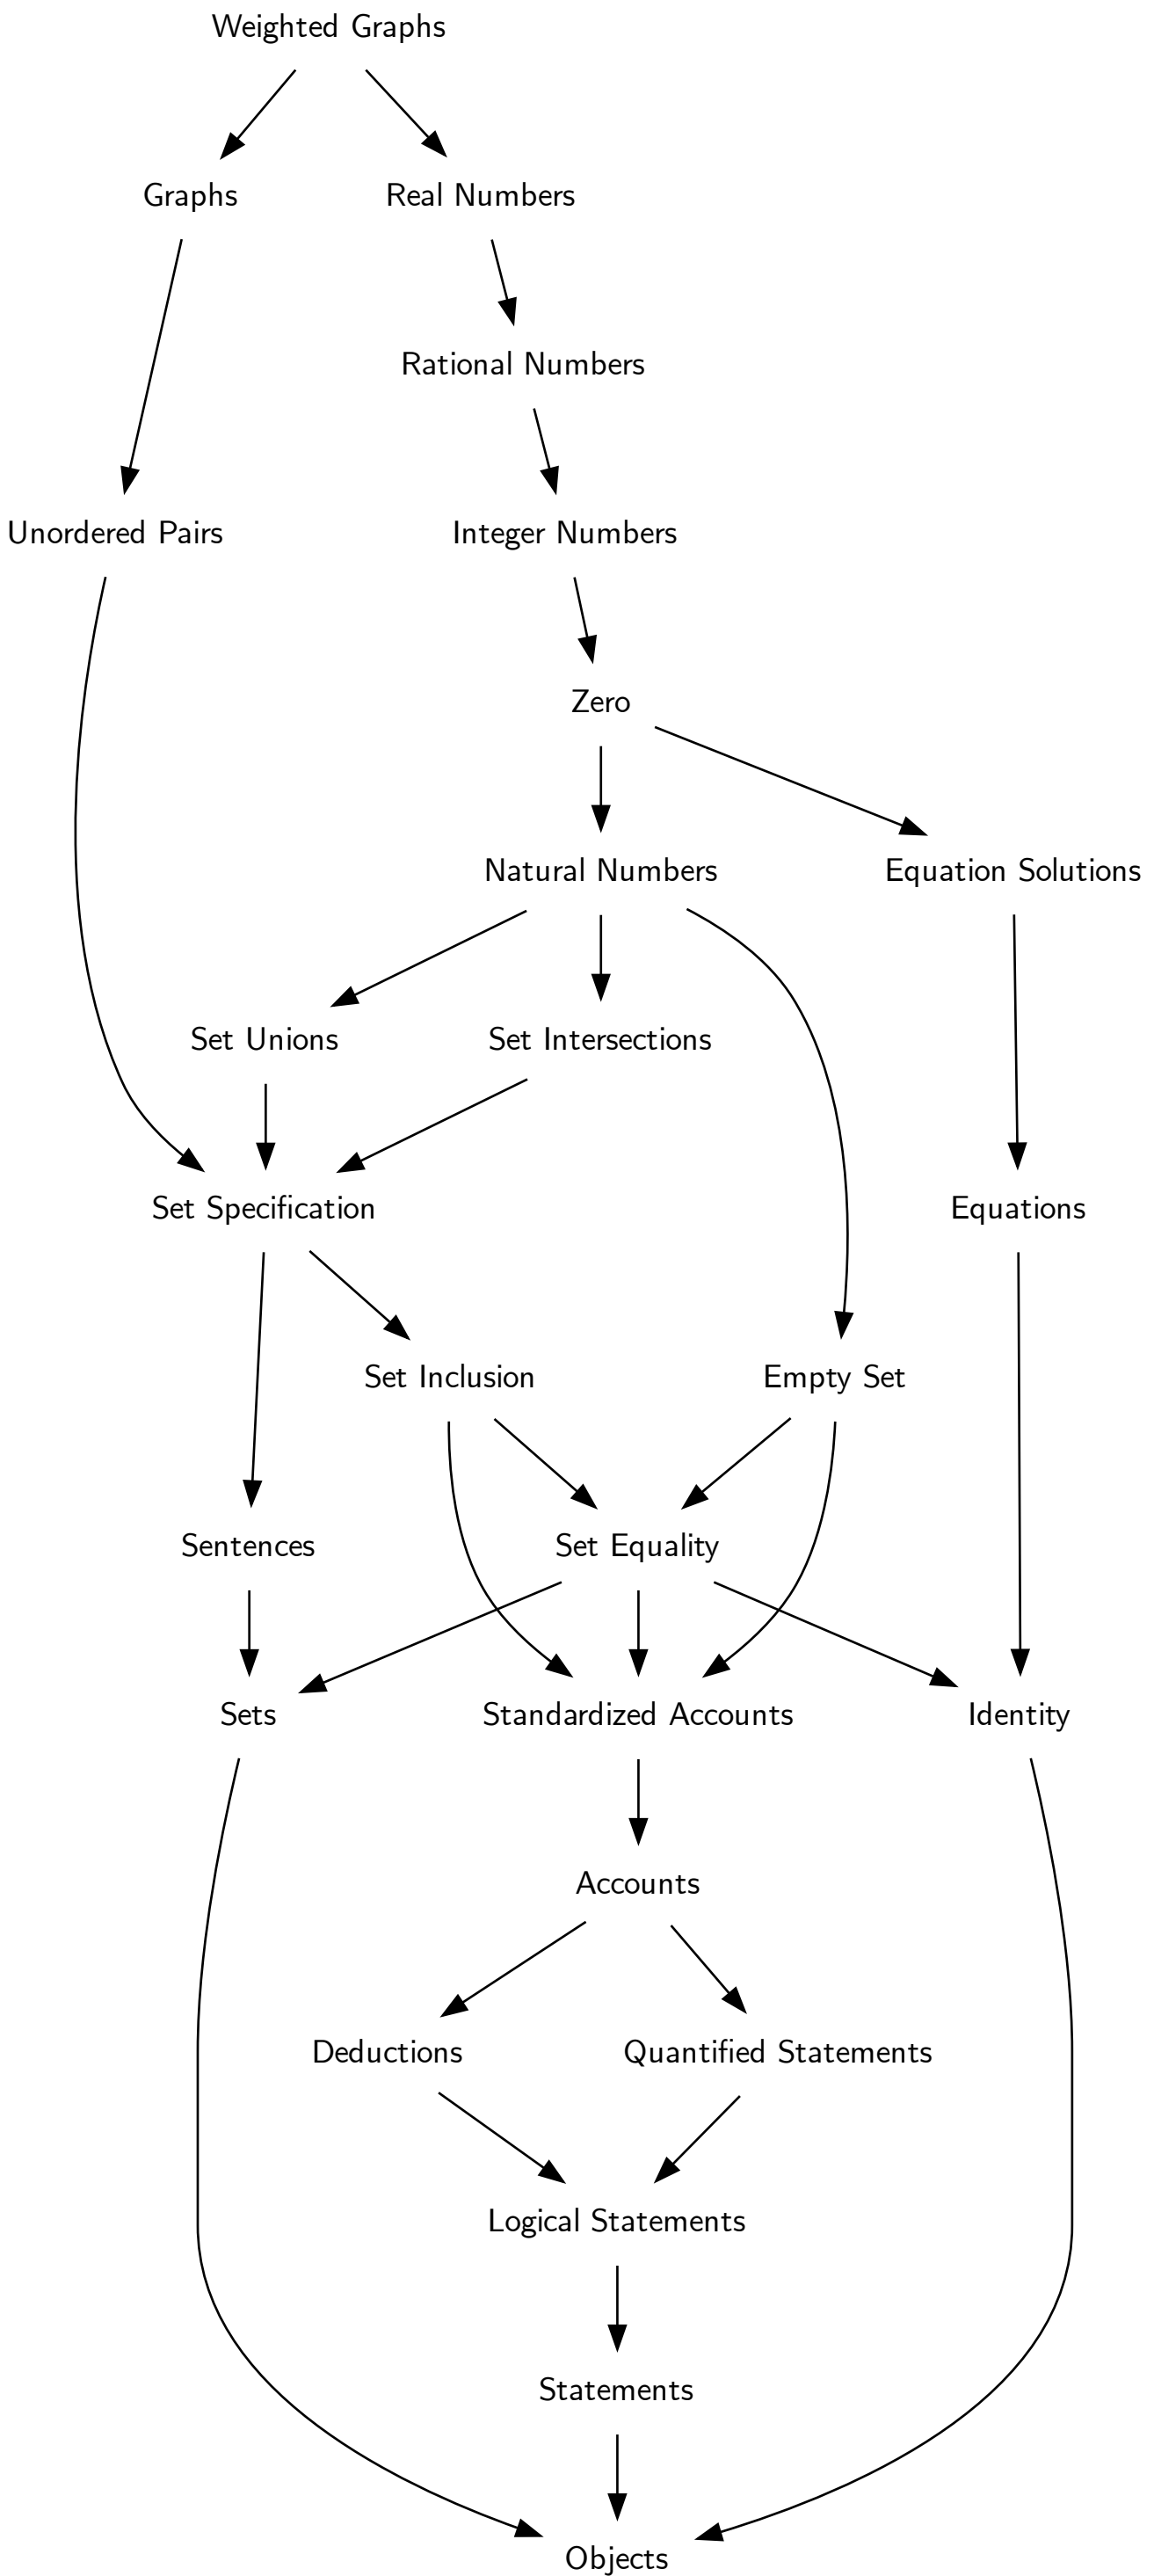 Weighted Graphs
Graphs
Real Numbers
Rational Numbers
Unordered Pairs
Integer Numbers
Zero
Natural Numbers
Equation Solutions
Set Unions
Set Intersections
Set Specification
Equations
Set Inclusion
Empty Set
Sentences
Set Equality
Sets
Standardized Accounts
Identity
Accounts
Deductions
Quantified Statements
Logical Statements
Statements
Objects